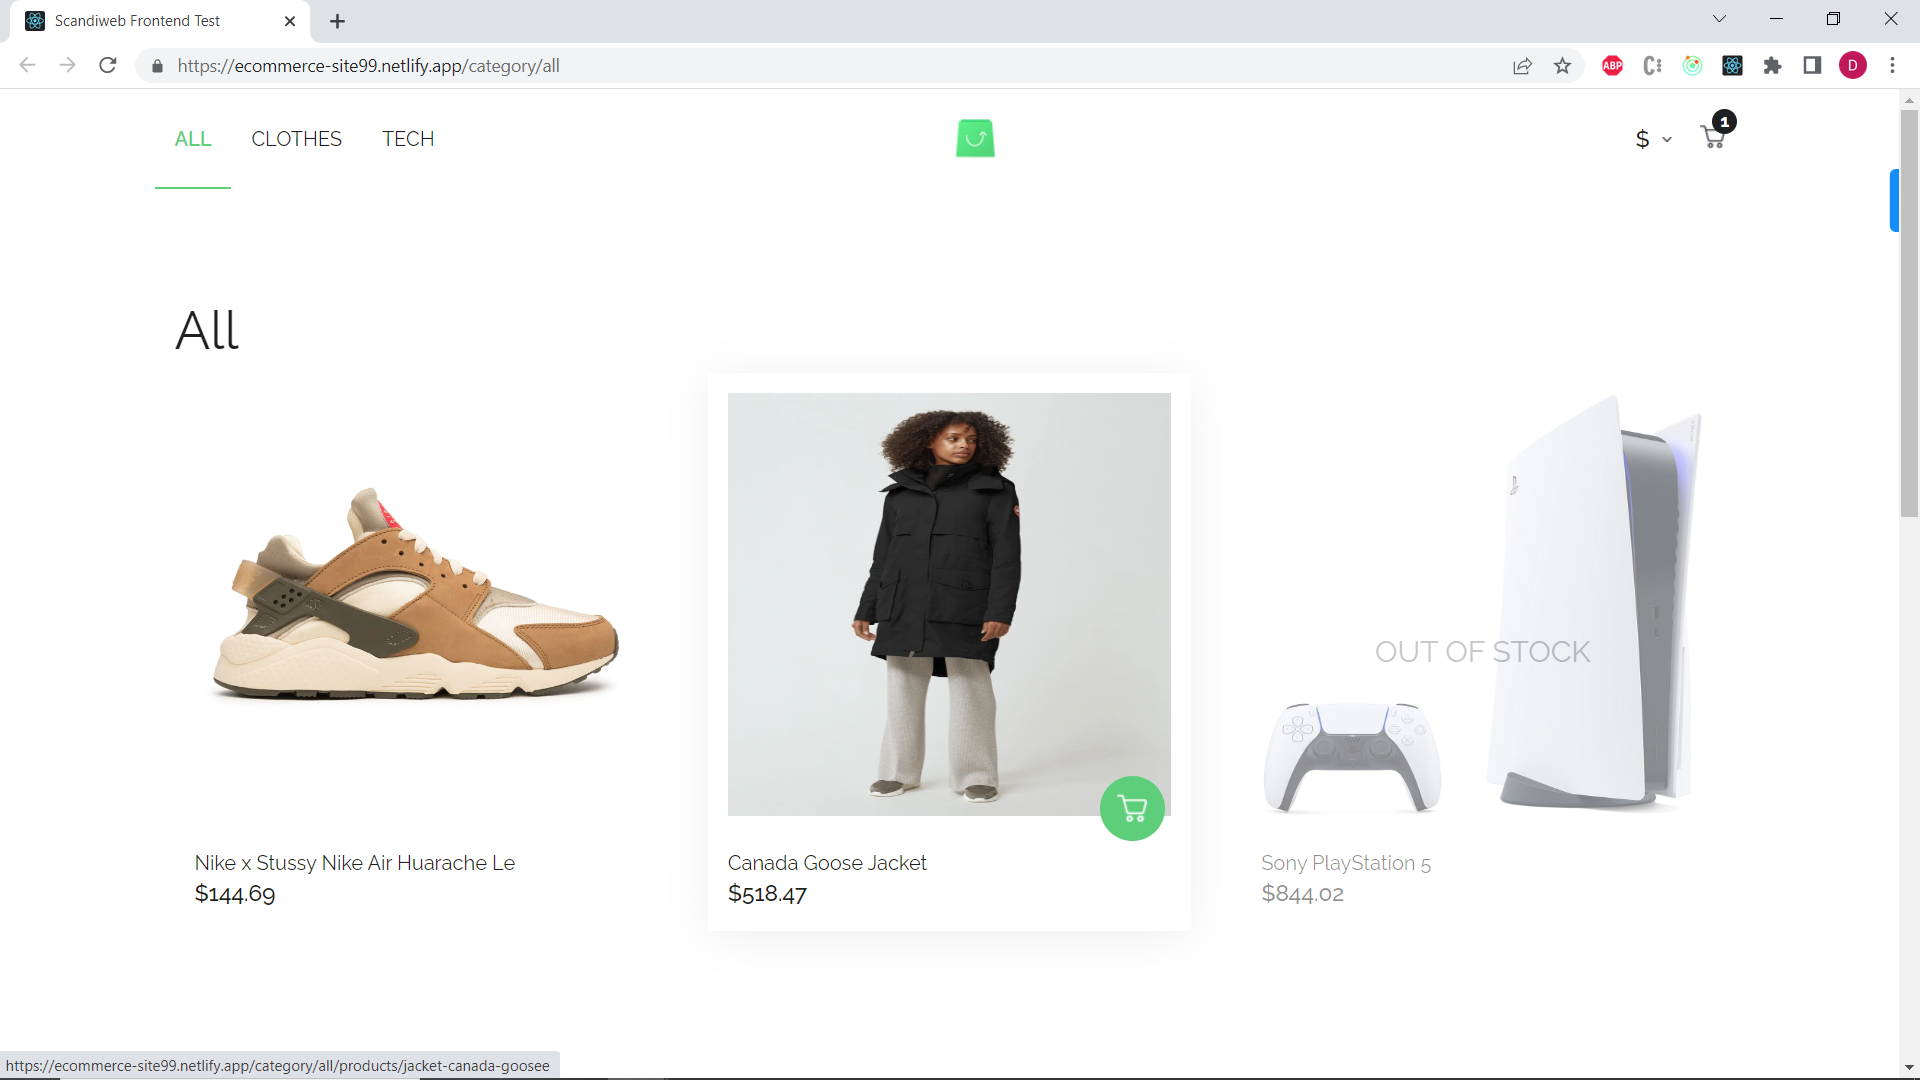 Scandiweb Frontend Test
https://ecommerce-site99.netlify.app/category/all
ABP
D
ALL
CLOTHES
TECH
$
1
All
OUT OF STOCK
Nike x Stussy Nike Air Huarache Le
$144.69
Canada Goose Jacket
$518.47
Sony PlayStation 5
$844.02
https://ecommerce-site99.netlify.app/category/all/products/jacket-canada-goosee